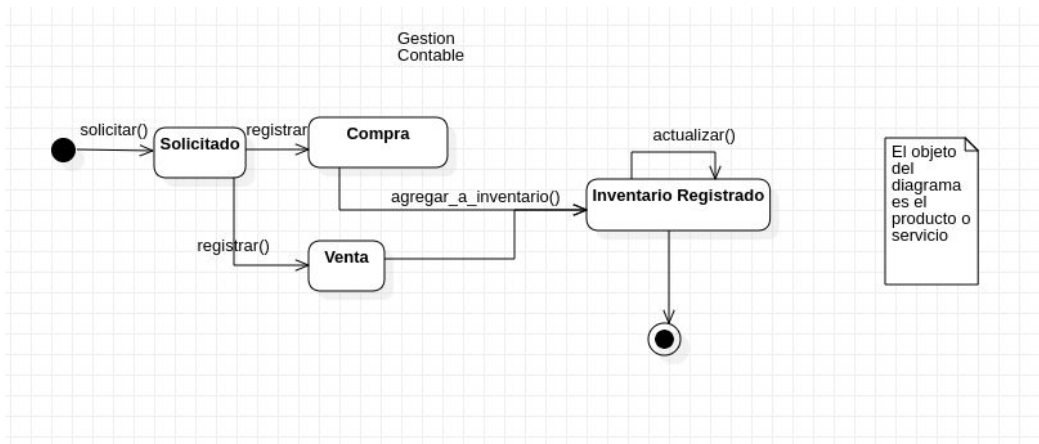 Gestion
Contable
solicitar()
Solicitado
registrar
Compra
actualizar()
agregar_a_inventario()
Inventario Registrado
registrar()
Venta
El objeto
del
diagrama
es el
producto o
servicio